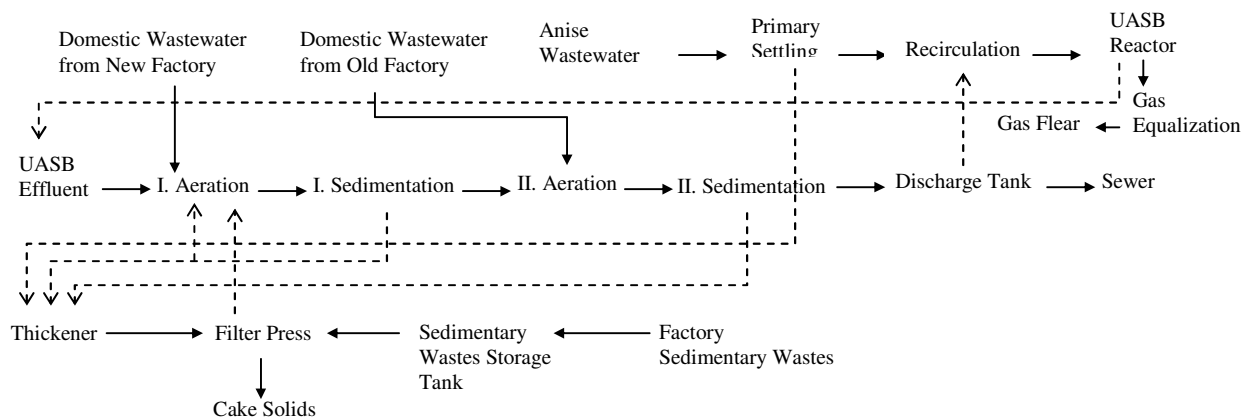 Domestic Wastewater
from New Factory
Domestic Wastewater
from Old Factory
Anise
Wastewater
Primary
Settling
Recirculation
UASB
Reactor
Gas
Equalization
Gas Flear
UASB
Effluent
I. Aeration
I. Sedimentation
II. Aeration
II. Sedimentation
Discharge Tank
Sewer
Thickener
Filter Press
Sedimentary
Wastes Storage
Tank
Factory
Sedimentary Wastes
Cake Solids